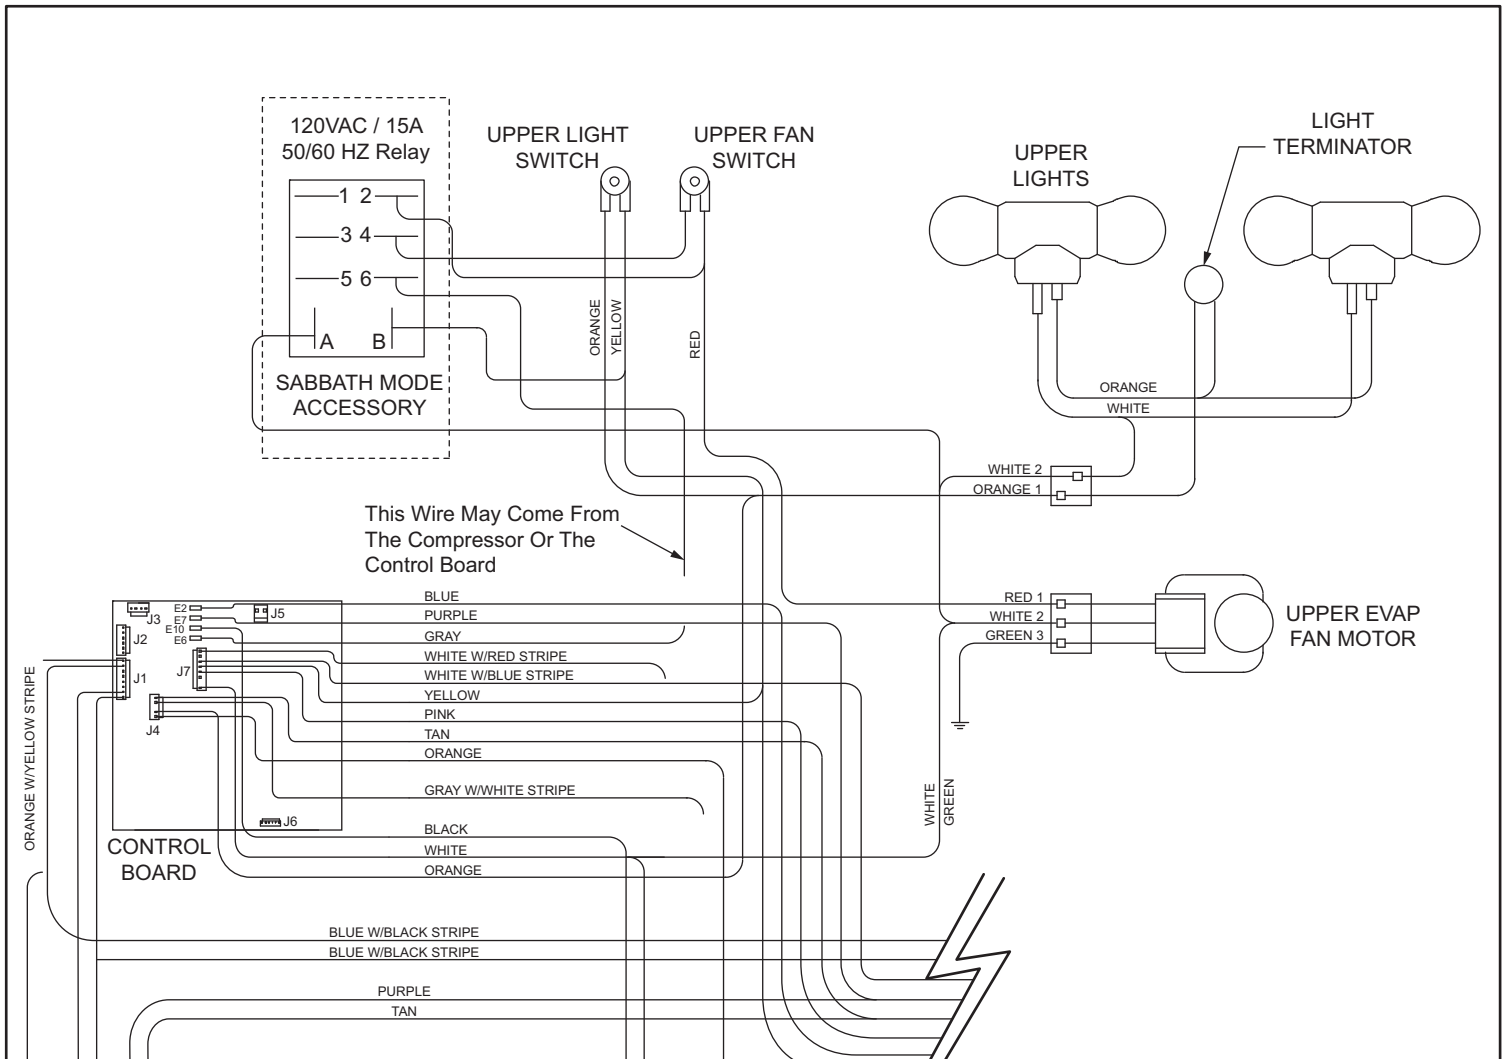 120VAC / 15A
50/60 HZ Relay
1 2
3 4
5 6
A B
SABBATH MODE
ACCESSORY
UPPER LIGHT
SWITCH
UPPER FAN
SWITCH
ORANGE
YELLOW
RED
UPPER
LIGHTS
LIGHT
TERMINATOR
ORANGE
WHITE
WHITE 2
ORANGE 1
This Wire May Come From
The Compressor Or The
Control Board
RED 1
WHITE 2
GREEN 3
UPPER EVAP
FAN MOTOR
J3
E2
E7
E10
E6
J5
J2
J1
J7
J4
J6
CONTROL
BOARD
BLUE
PURPLE
GRAY
WHITE W/RED STRIPE
WHITE W/BLUE STRIPE
YELLOW
PINK
TAN
ORANGE
GRAY W/WHITE STRIPE
BLACK
WHITE
ORANGE
WHITE
GREEN
ORANGE W/YELLOW STRIPE
BLUE W/BLACK STRIPE
BLUE W/BLACK STRIPE
PURPLE
TAN